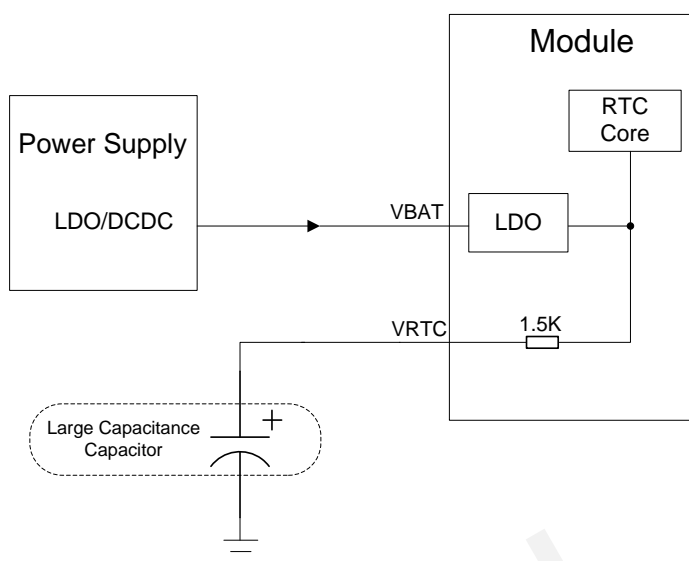 Module
RTC
Core
Power Supply
LDO/DCDC
VBAT
LDO
VRTC
1.5K
Large Capacitance
Capacitor
+